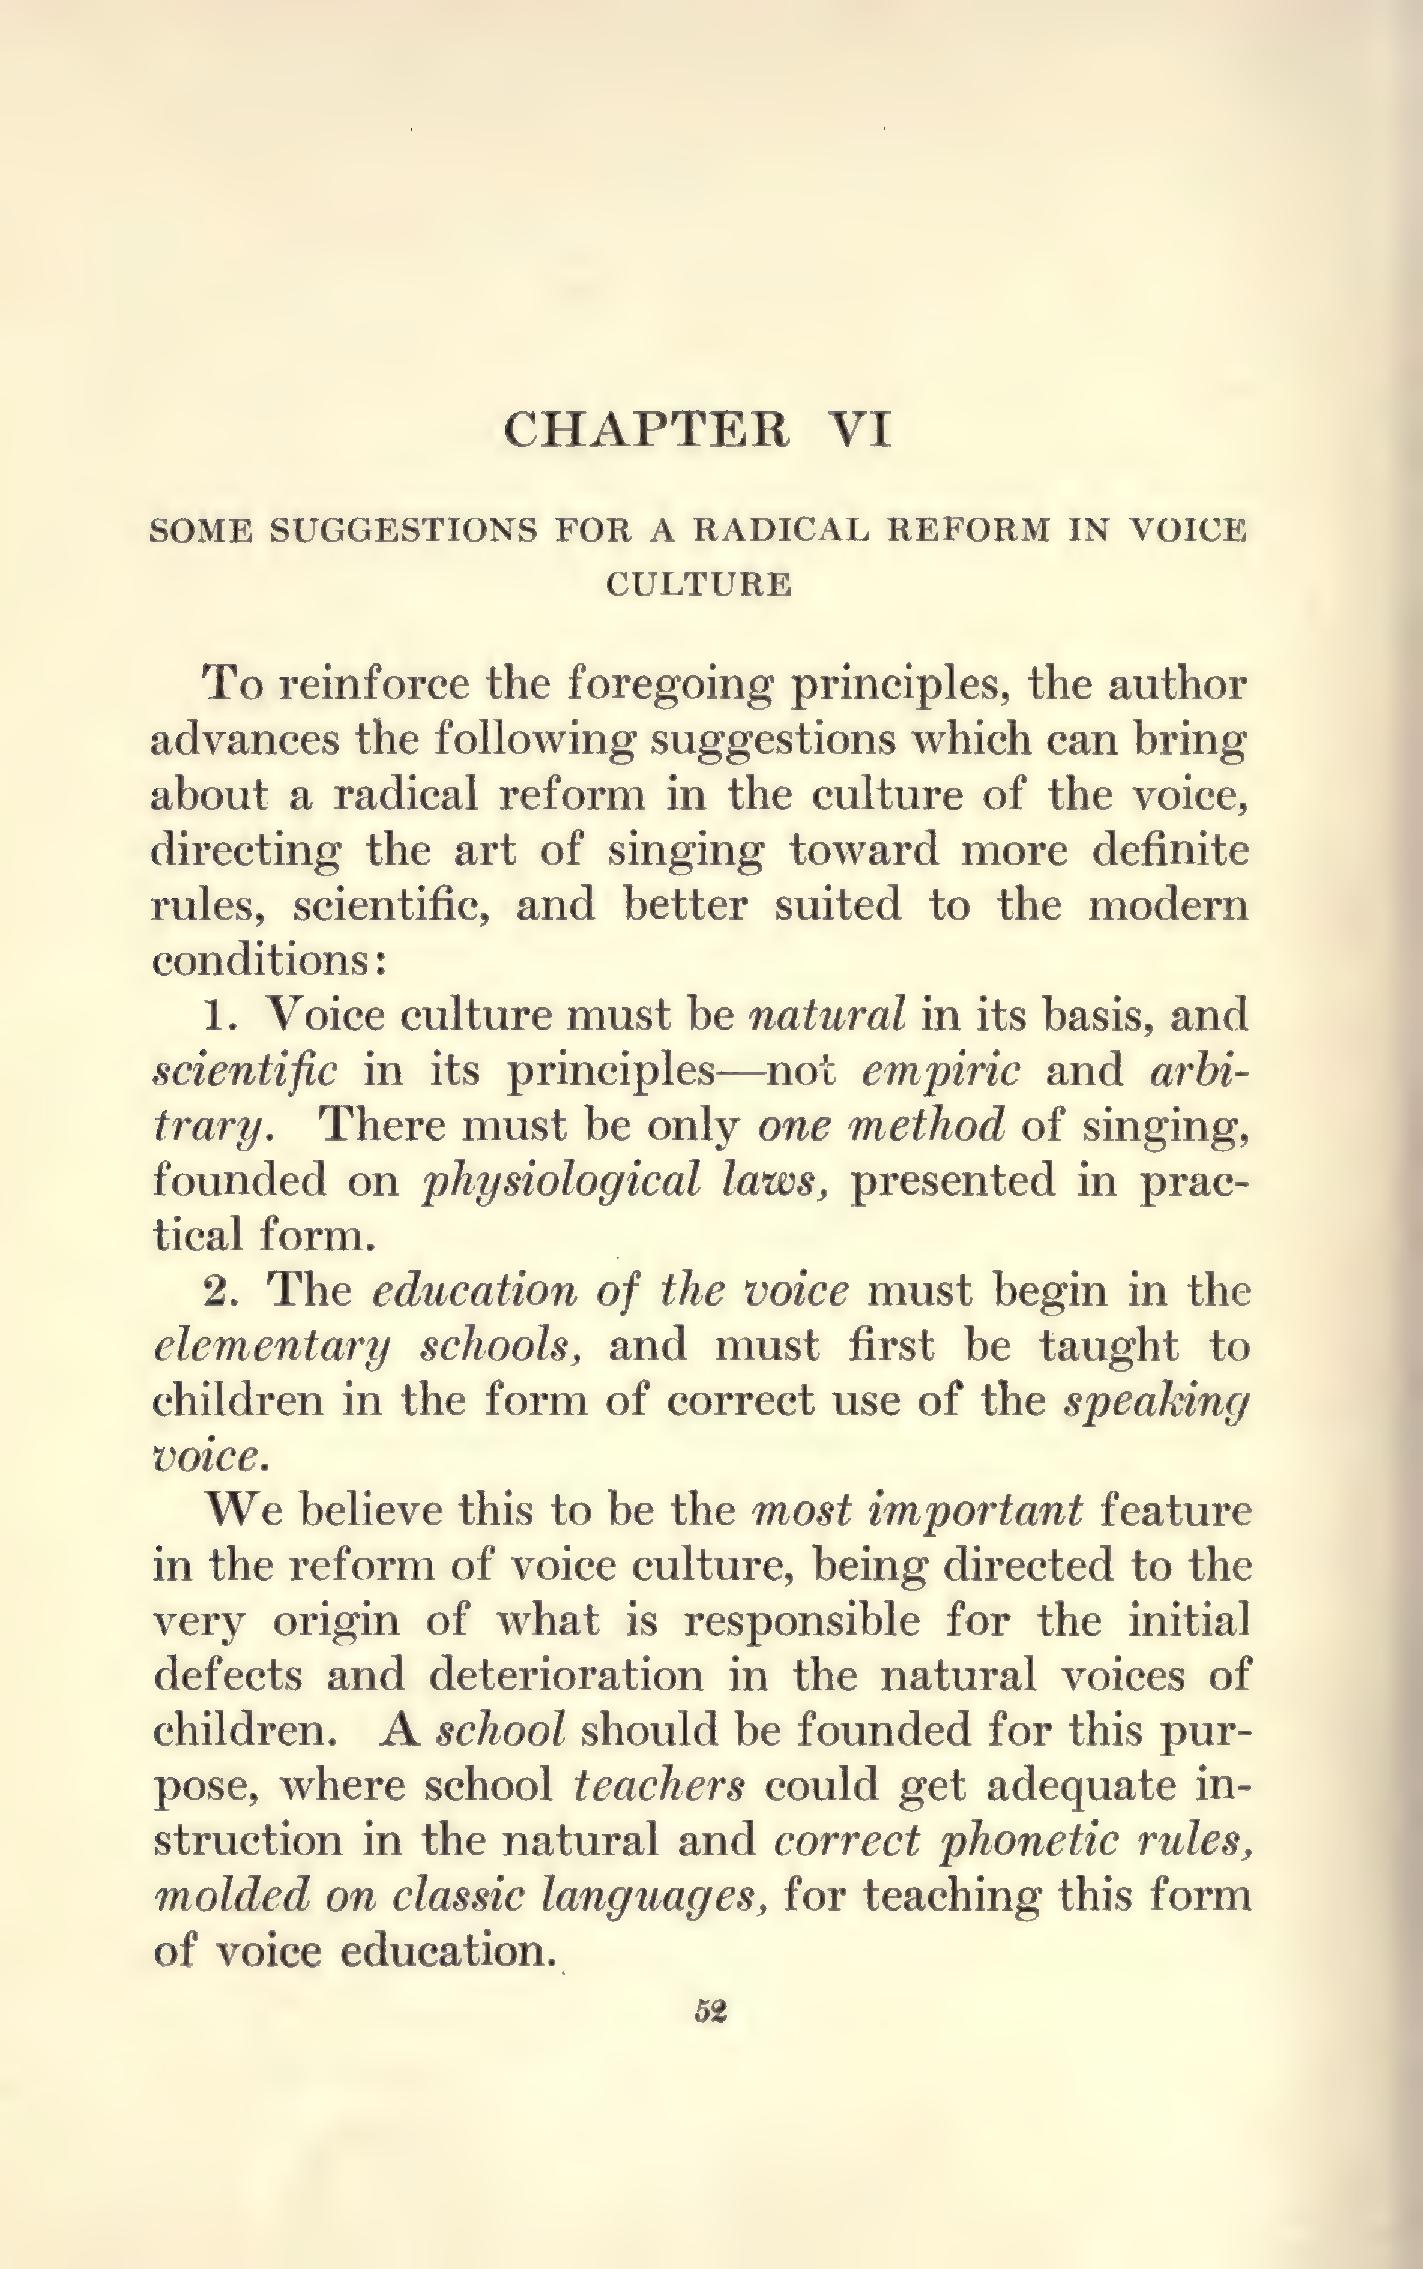 CHAPTER VI
SOME SUGGESTIONS FOR A RADICAL REFORM IN VOICE
CULTURE
To reinforce the foregoing principles, the author
advances the following suggestions which can bring
about a radical reform in the culture of the voice,
directing the art of singing toward more definite
rules, scientific, and better suited to the modern
conditions:
1. Voice culture must be natural in its basis, and
scientific in its principles—not empiric and arbi-
trary. There must be only one method of singing,
founded on physiological laws, presented in prac-
tical form.
2. The education of the voice must begin in the
elementary schools, and must first be taught to
children in the form of correct use of the speaking
voice.
We believe this to be the most important feature
in the reform of voice culture, being directed to the
very origin of what is responsible for the initial
defects and deterioration in the natural voices of
children. A school should be founded for this pur-
pose, where school teachers could get adequate in-
struction in the natural and correct phonetic rules,
molded on classic languages, for teaching this form
of voice education.
52